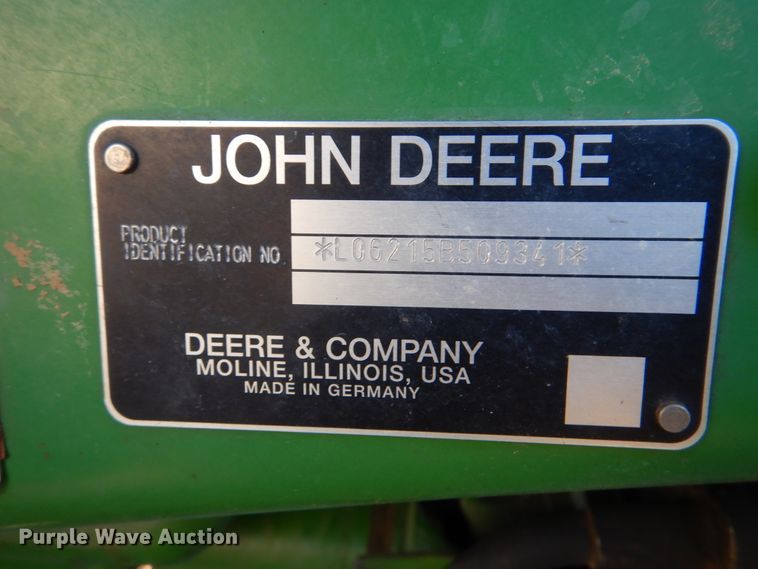 JOHN DEERE
PRODUCT
IDENTIFICATION NO.
*L06215B509341*
DEERE & COMPANY
MOLINE, ILLINOIS, USA
MADE IN GERMANY
Purple Wave Auction